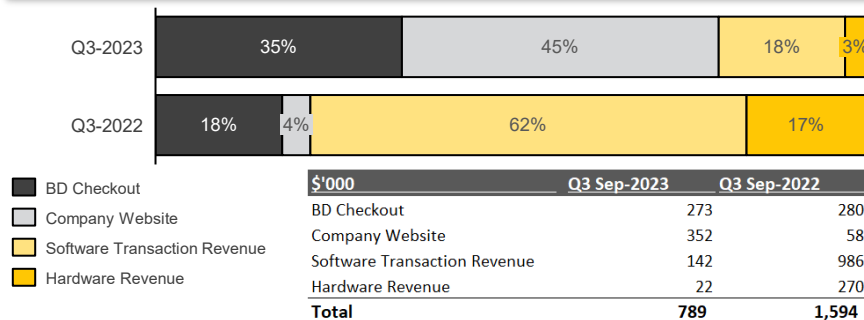 Q3-2023 35% 45% 18% 3%
Q3-2022 18% 4% 62% 17%
BD Checkout
Company Website
Software Transaction Revenue
Hardware Revenue
$'000 Q3 Sep-2023 Q3 Sep-2022
BD Checkout 273 280
Company Website 352 58
Software Transaction Revenue 142 986
Hardware Revenue 22 270
Total 789 1,594